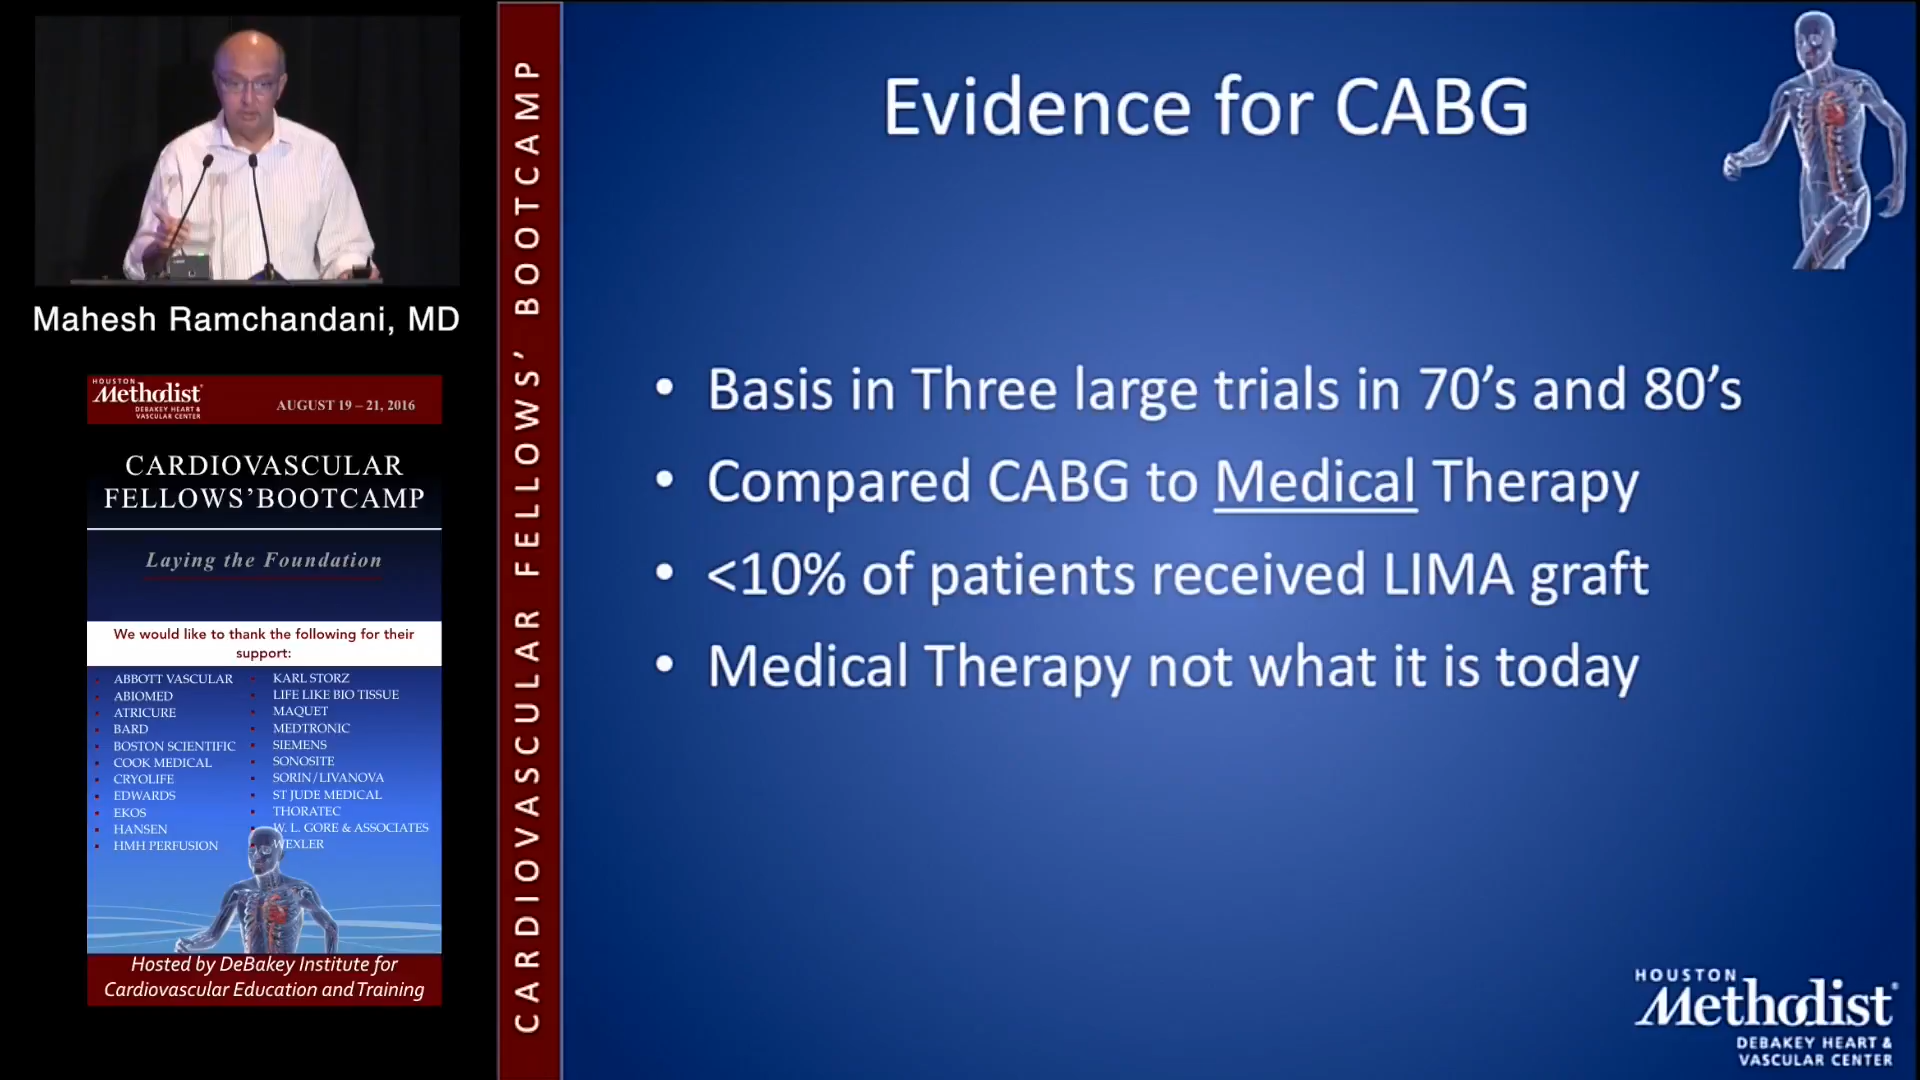 Mahesh Ramchandani, MD
HOUSTON
Methodist
DEBAKEY HEART &
VASCULAR CENTER
AUGUST 19 – 21, 2016
CARDIOVASCULAR
FELLOWS'BOOTCAMP
Laying the Foundation
We would like to thank the following for their
support:
ABBOTT VASCULAR
ABIOMED
ATRICURE
BARD
BOSTON SCIENTIFIC
COOK MEDICAL
CRYOLIFE
EDWARDS
EKOS
HANSEN
HMH PERFUSION
KARL STORZ
LIFE LIKE BIO TISSUE
MAQUET
MEDTRONIC
SIEMENS
SONOSITE
SORIN/LIVANOVA
ST JUDE MEDICAL
THORATEC
W. L. GORE & ASSOCIATES
WEXLER
Hosted by DeBakey Institute for
Cardiovascular Education and Training
CARDIOVASCULAR FELLOWS' BOOTCAMP
Evidence for CABG
• Basis in Three large trials in 70's and 80's
• Compared CABG to Medical Therapy
• <10% of patients received LIMA graft
• Medical Therapy not what it is today
HOUSTON
Methodist
DEBAKEY HEART &
VASCULAR CENTER